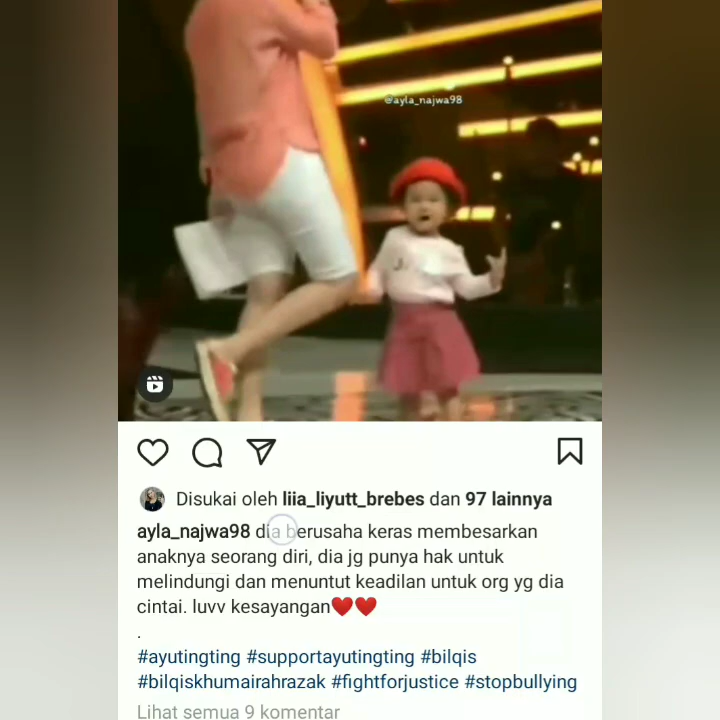 @ayla_najwa98
Disukai oleh liia_liyutt_brebes dan 97 lainnya
ayla_najwa98 dia berusaha keras membesarkan
anaknya seorang diri, dia jg punya hak untuk
melindungi dan menuntut keadilan untuk org yg dia
cintai. luvv kesayangan❤️❤️
.
#ayutingting #supportayutingting #bilqis
#bilqiskhumairahrazak #fightforjustice #stopbullying
Lihat semua 9 komentar